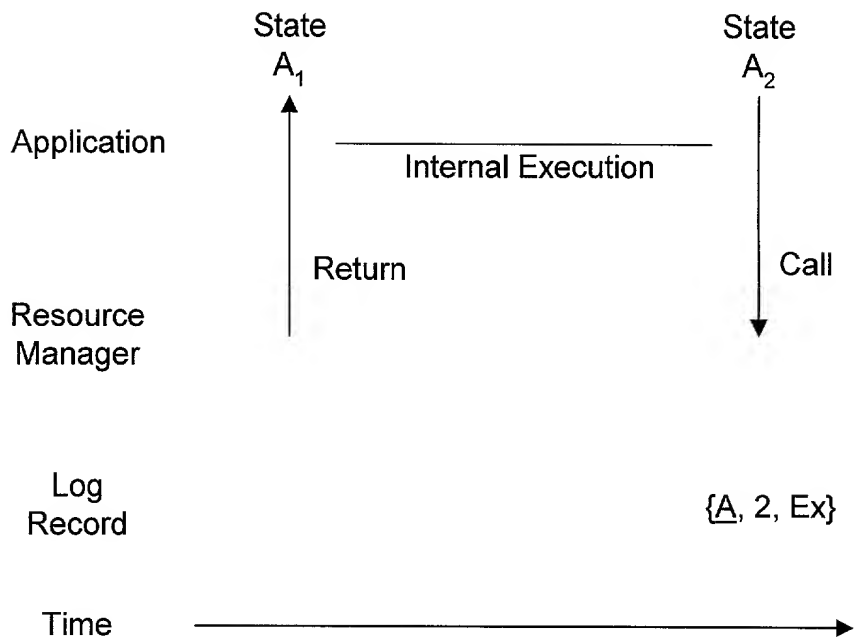 State
A₁
State
A₂
Application
Internal Execution
Return
Call
Resource
Manager
Log
Record
{A, 2, Ex}
Time